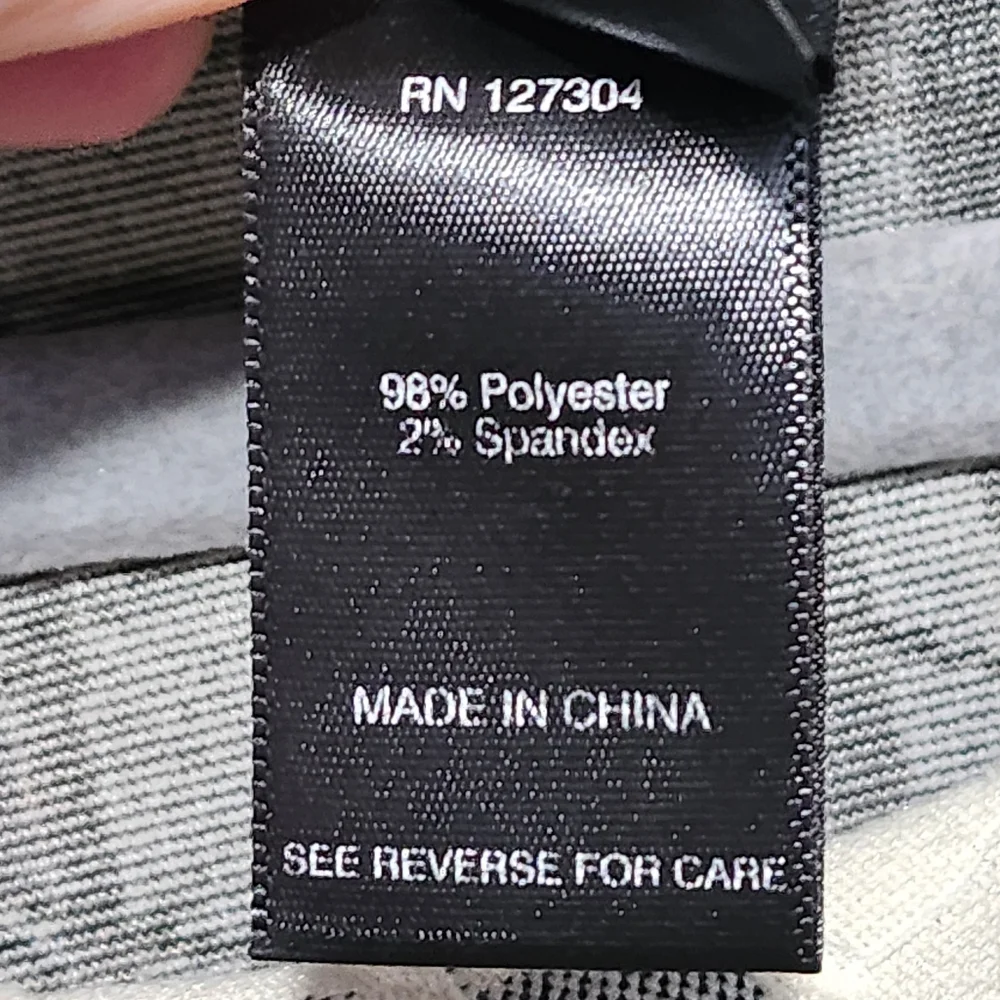 RN 127304
98% Polyester
2% Spandex
MADE IN CHINA
SEE REVERSE FOR CARE